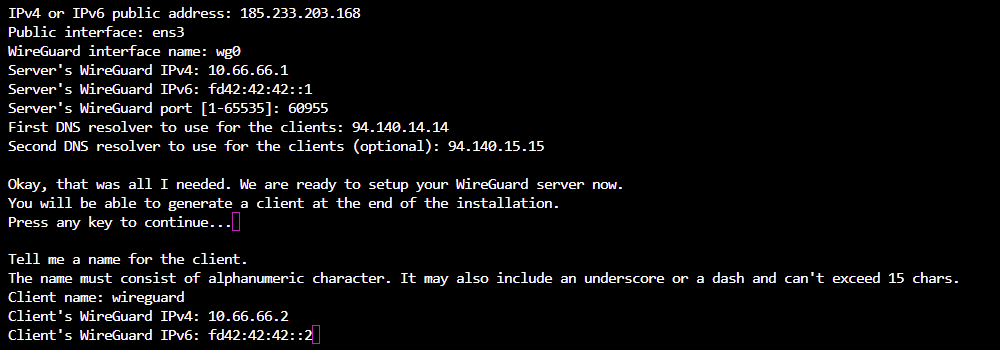 IPv4 or IPv6 public address: 185.233.203.168
Public interface: ens3
WireGuard interface name: wg0
Server's WireGuard IPv4: 10.66.66.1
Server's WireGuard IPv6: fd42:42:42::1
Server's WireGuard port [1-65535]: 60955
First DNS resolver to use for the clients: 94.140.14.14
Second DNS resolver to use for the clients (optional): 94.140.15.15
Okay, that was all I needed. We are ready to setup your WireGuard server now.
You will be able to generate a client at the end of the installation.
Press any key to continue...
Tell me a name for the client.
The name must consist of alphanumeric character. It may also include an underscore or a dash and can't exceed 15 chars.
Client name: wireguard
Client's WireGuard IPv4: 10.66.66.2
Client's WireGuard IPv6: fd42:42:42::2